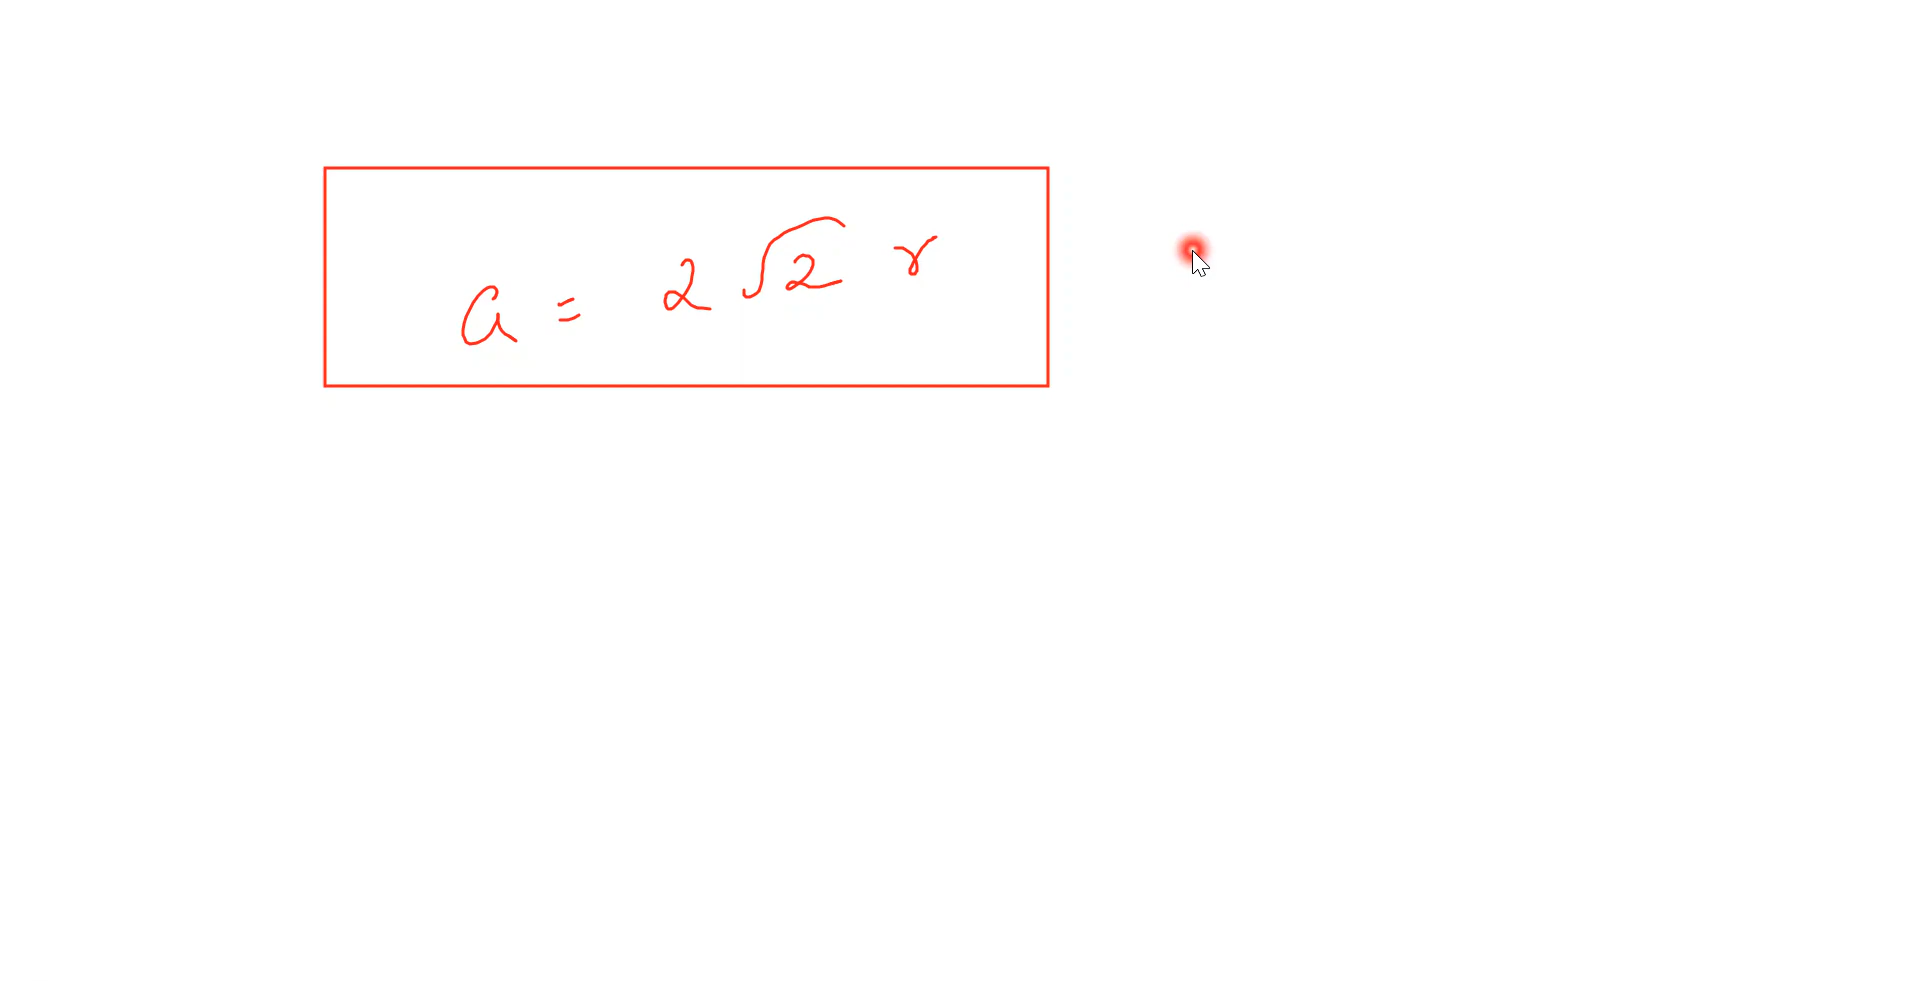 a = 2 √2 r